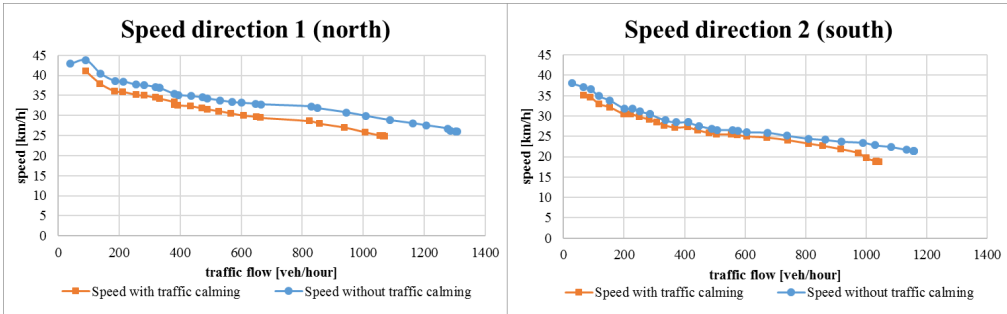 Speed direction 1 (north)
45
40
35
30
25
20
15
10
5
0
speed [km/h]
0 200 400 600 800 1000 1200 1400
traffic flow [veh/hour]
Speed with traffic calming Speed without traffic calming
Speed direction 2 (south)
45
40
35
30
25
20
15
10
5
0
speed [km/h]
0 200 400 600 800 1000 1200 1400
traffic flow [veh/hour]
Speed with traffic calming Speed without traffic calming